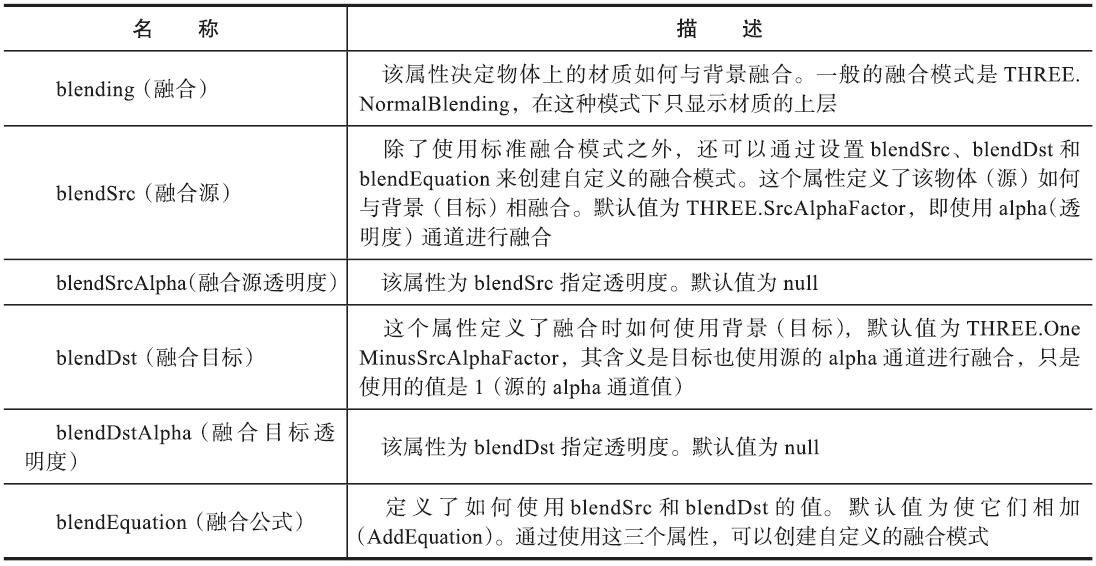 名 称 描 述
blending（融合） 该属性决定物体上的材质如何与背景融合。一般的融合模式是 THREE.
NormalBlending，在这种模式下只显示材质的上层
blendSrc（融合源） 除了使用标准融合模式之外，还可以通过设置 blendSrc、blendDst 和
blendEquation 来创建自定义的融合模式。这个属性定义了该物体（源）如何
与背景（目标）相融合。默认值为 THREE.SrcAlphaFactor，即使用 alpha（透
明度）通道进行融合
blendSrcAlpha（融合源透明度） 该属性为 blendSrc 指定透明度。默认值为 null
blendDst（融合目标） 这个属性定义了融合时如何使用背景（目标），默认值为 THREE.One
MinusSrcAlphaFactor，其含义是目标也使用源的 alpha 通道进行融合，只是
使用的值是 1（源的 alpha 通道值）
blendDstAlpha（融合目标透
明度） 该属性为 blendDst 指定透明度。默认值为 null
blendEquation（融合公式） 定义了如何使用 blendSrc 和 blendDst 的值。默认值为使它们相加
（AddEquation）。通过使用这三个属性，可以创建自定义的融合模式